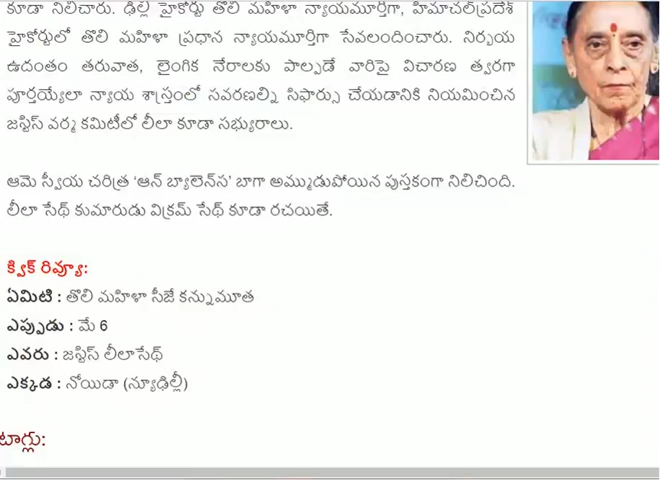 కూడా నిలిచారు. ఢిల్లీ హైకోర్టు తొలి మహిళా న్యాయమూర్తిగా, హిమాచల్‌ప్రదేశ్
హైకోర్టులో తొలి మహిళా ప్రధాన న్యాయమూర్తిగా సేవలందించారు. నిర్భయ
ఉదంతం తరువాత, లైంగిక నేరాలకు పాల్పడే వారిపై విచారణ త్వరగా
పూర్తయ్యేలా న్యాయ శాస్త్రంలో సవరణల్ని సిఫార్సు చేయడానికి నియమించిన
జస్టిస్ వర్మ కమిటీలో లీలా కూడా సభ్యురాలు.
ఆమె స్వీయ చరిత్ర ‘ఆన్ బ్యాలెన్‌స’ బాగా అమ్ముడుపోయిన పుస్తకంగా నిలిచింది.
లీలా సేథ్ కుమారుడు విక్రమ్ సేథ్ కూడా రచయితే.
క్విక్ రివ్యూ:
ఏమిటి : తొలి మహిళా సీజే కన్నుమూత
ఎప్పుడు : మే 6
ఎవరు : జస్టిస్ లీలాసేథ్
ఎక్కడ : నోయిడా (న్యూఢిల్లీ)
టాగ్లు: